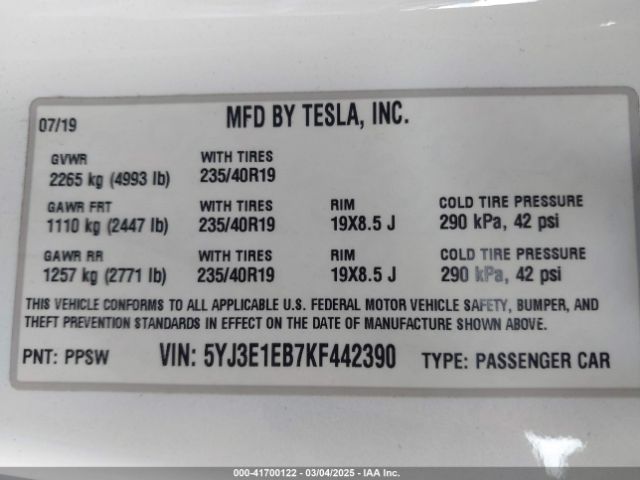 07/19 MFD BY TESLA, INC.
GVWR WITH TIRES
2265 kg (4993 lb) 235/40R19
GAWR FRT WITH TIRES RIM COLD TIRE PRESSURE
1110 kg (2447 lb) 235/40R19 19X8.5 J 290 kPa, 42 psi
GAWR RR WITH TIRES RIM COLD TIRE PRESSURE
1257 kg (2771 lb) 235/40R19 19X8.5 J 290 kPa, 42 psi
THIS VEHICLE CONFORMS TO ALL APPLICABLE U.S. FEDERAL MOTOR VEHICLE SAFETY, BUMPER, AND
THEFT PREVENTION STANDARDS IN EFFECT ON THE DATE OF MANUFACTURE SHOWN ABOVE.
PNT: PPSW VIN: 5YJ3E1EB7KF442390 TYPE: PASSENGER CAR
000-41700122 - 03/04/2025 - IAA Inc.